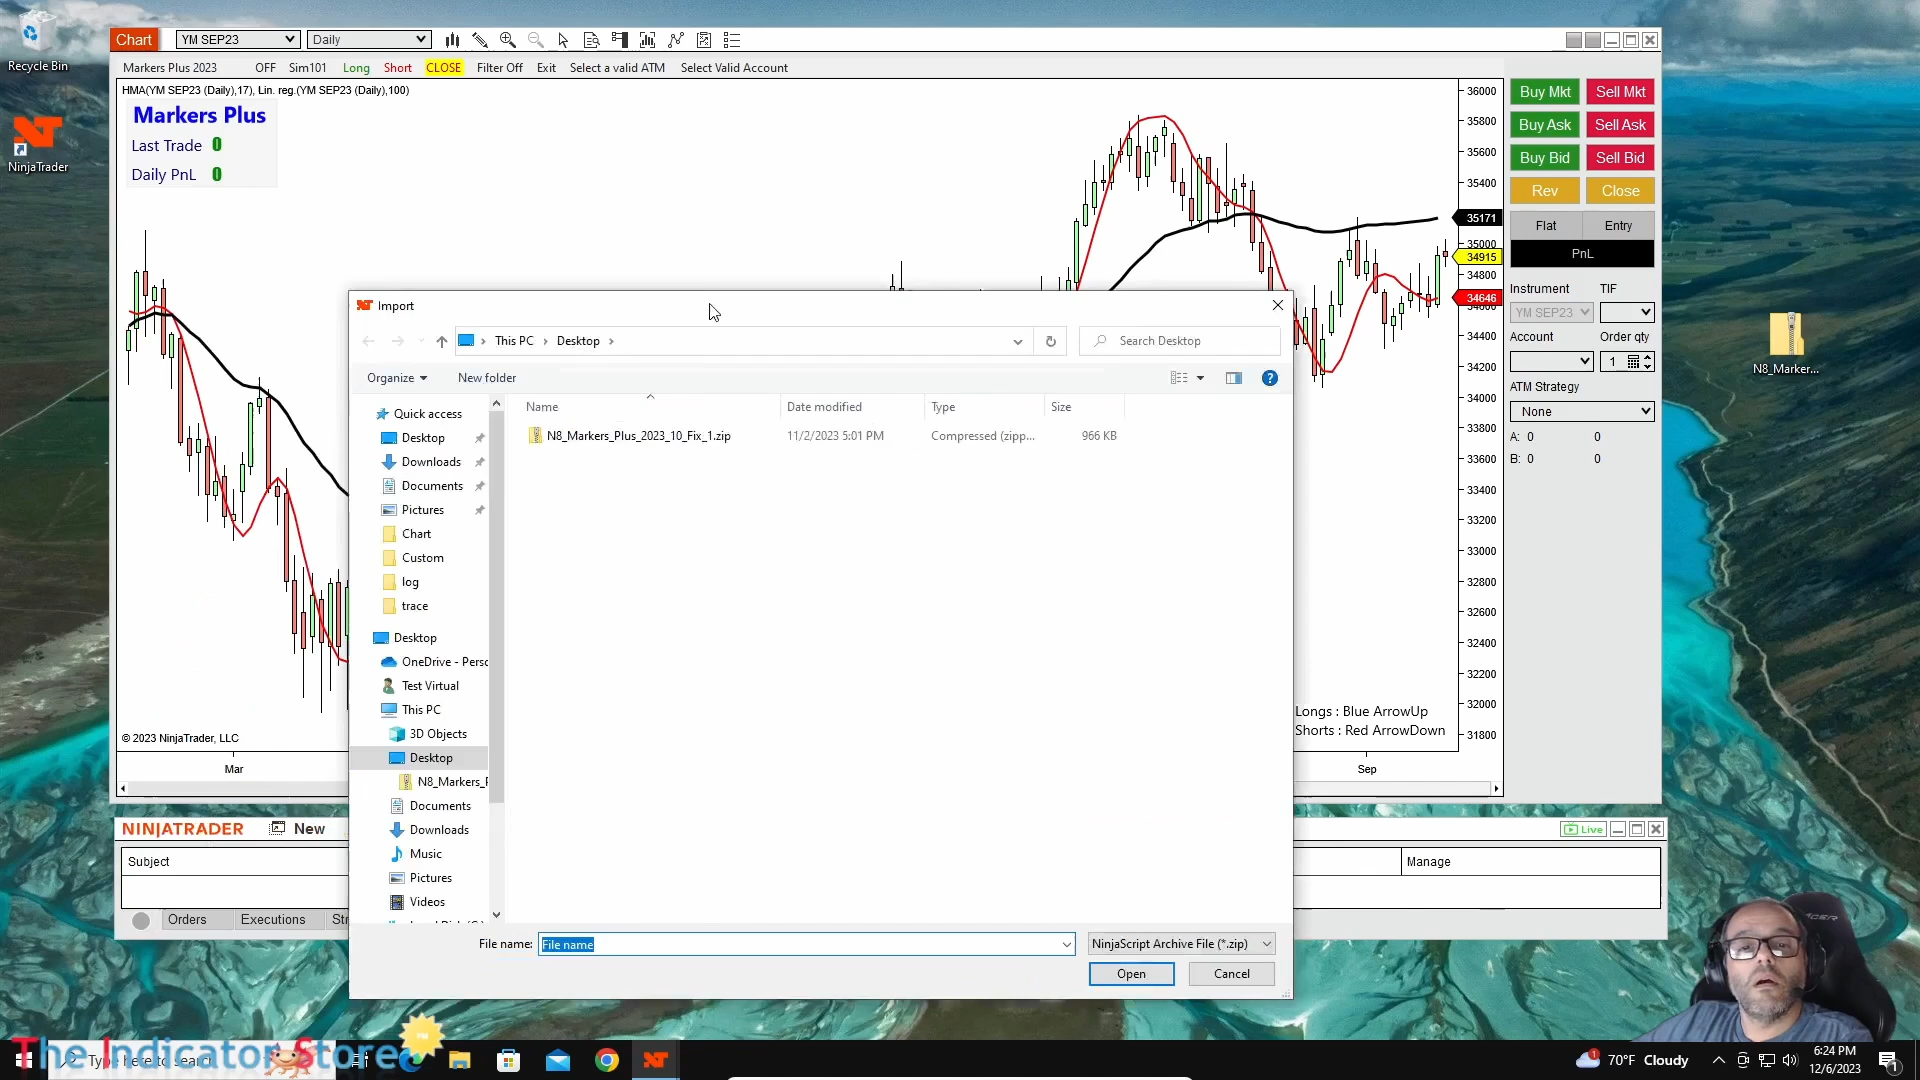 Recycle Bin
NinjaTrader
Chart
YM SEP23
Daily
Markers Plus 2023
OFF
Sim101
Long
Short
CLOSE
Filter Off
Exit
Select a valid ATM
Select Valid Account
HMA(YM SEP23 (Daily),17), Lin. reg.(YM SEP23 (Daily),100)
Markers Plus
Last Trade 0
Daily PnL 0
36000
35800
35600
35400
35171
35000
34915
34800
34646
34400
34200
34000
33800
33600
33400
33200
33000
32800
32600
32400
32200
32000
31800
Buy Mkt
Sell Mkt
Buy Ask
Sell Ask
Buy Bid
Sell Bid
Rev
Close
Flat
Entry
PnL
Instrument
TIF
YM SEP23
Account
Order qty
1
ATM Strategy
None
A: 0 0
B: 0 0
N8_Marker...
Import
This PC
Desktop
Search Desktop
Organize
New folder
Name
Date modified
Type
Size
N8_Markers_Plus_2023_10_Fix_1.zip
11/2/2023 5:01 PM
Compressed (zipp...
966 KB
Quick access
Desktop
Downloads
Documents
Pictures
Chart
Custom
log
trace
Desktop
OneDrive - Perso
Test Virtual
This PC
3D Objects
Desktop
N8_Markers_P
Documents
Downloads
Music
Pictures
Videos
File name:
File name
NinjaScript Archive File (*.zip)
Open
Cancel
Longs : Blue ArrowUp
Shorts : Red ArrowDown
© 2023 NinjaTrader, LLC
Mar
Sep
NINJATRADER
New
Live
Subject
Manage
Orders
Executions
Str
The Indicator Store
Type here to search
70°F Cloudy
6:24 PM
12/6/2023